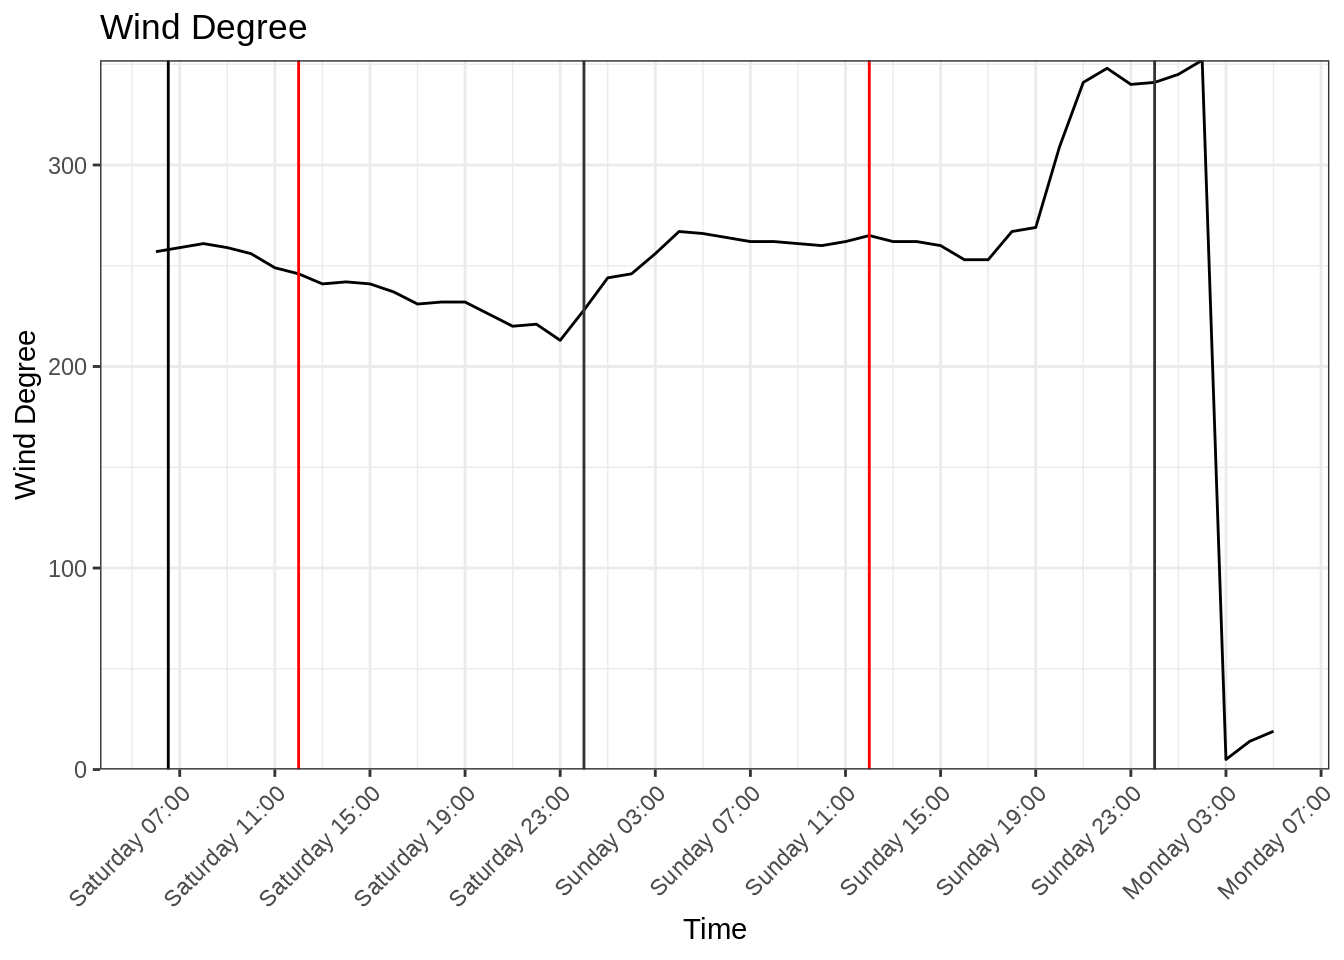 Wind Degree
Wind Degree
300
200
100
0
Saturday 07:00
Saturday 11:00
Saturday 15:00
Saturday 19:00
Saturday 23:00
Sunday 03:00
Sunday 07:00
Sunday 11:00
Sunday 15:00
Sunday 19:00
Sunday 23:00
Monday 03:00
Monday 07:00
Time